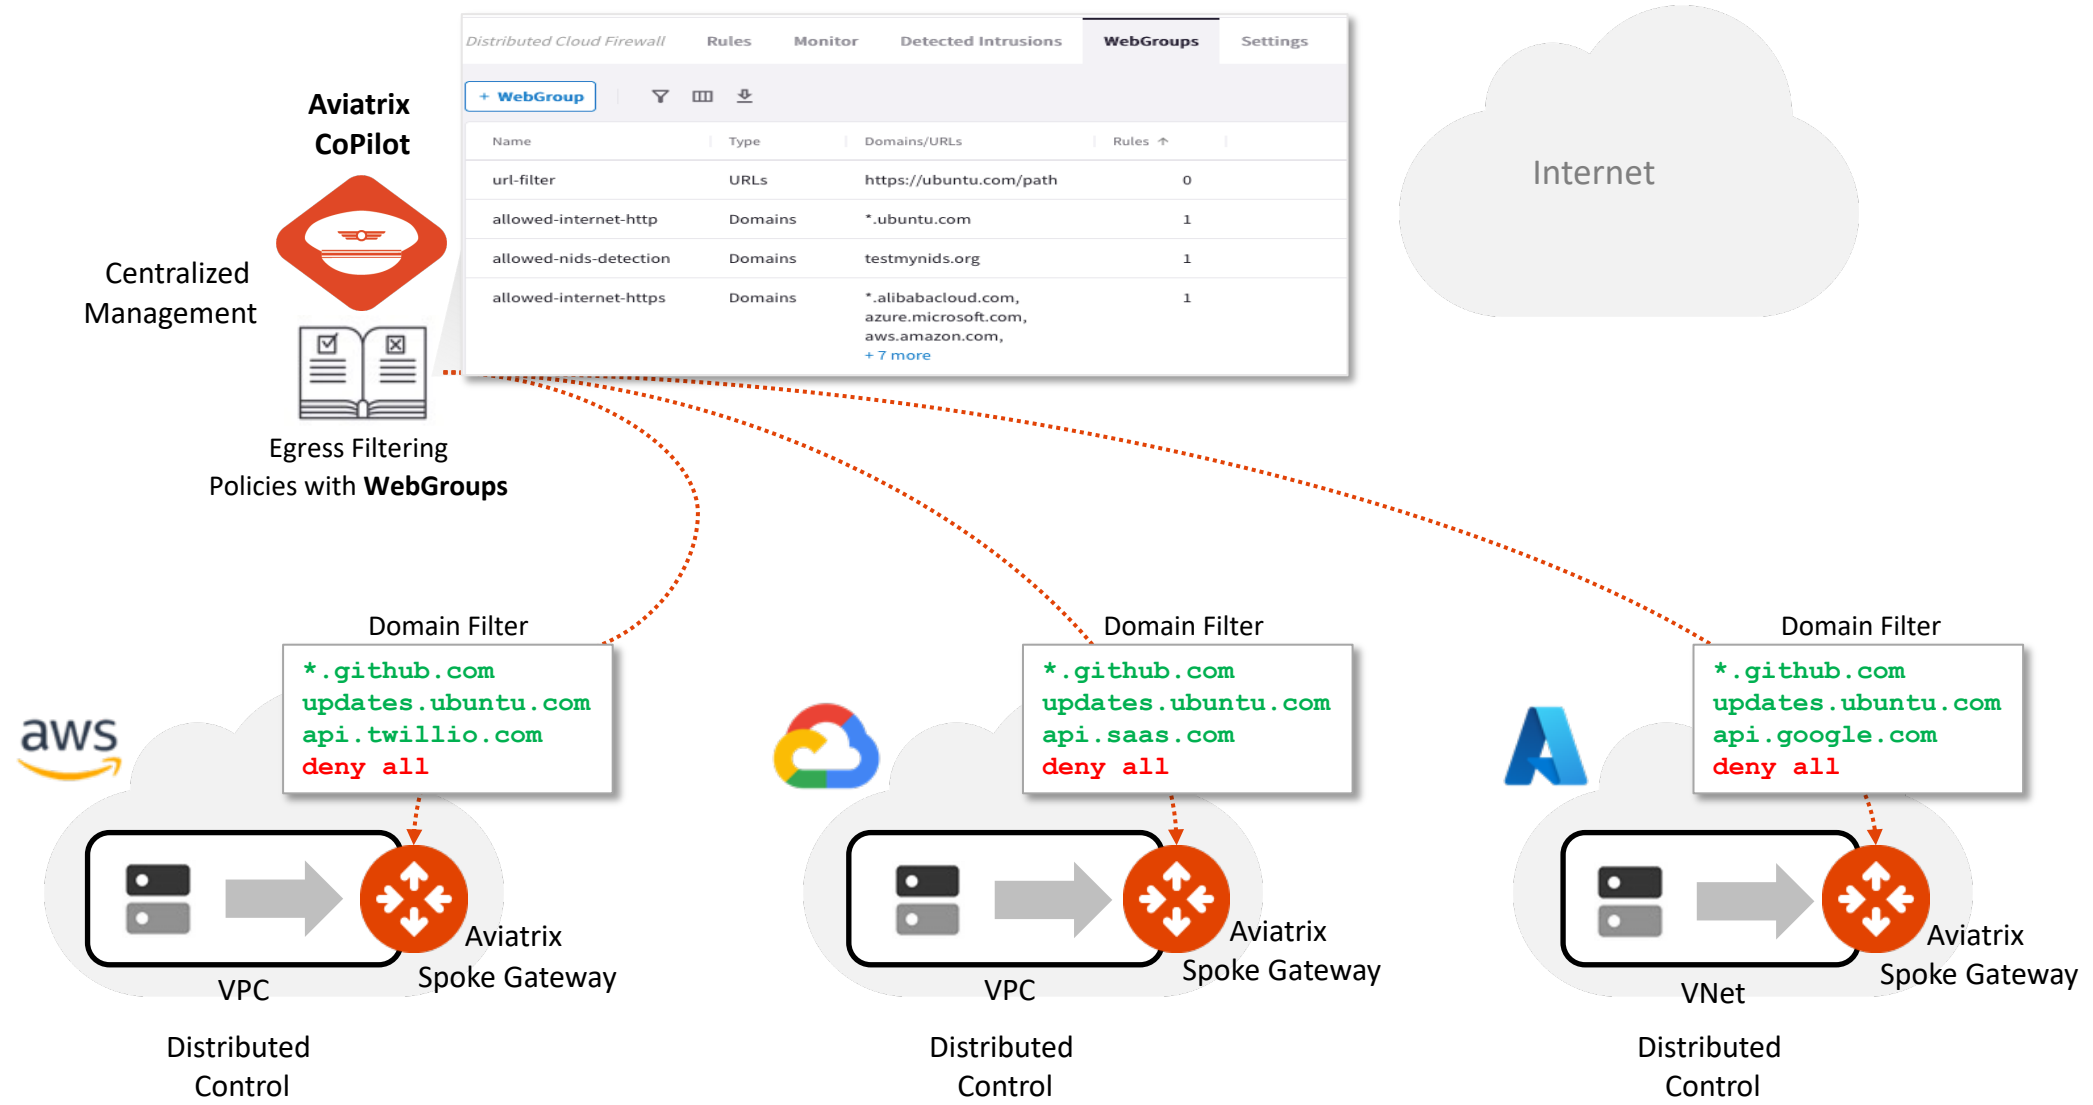 Distributed Cloud Firewall Rules Monitor Detected Intrusions WebGroups Settings
+ WebGroup
Name Type Domains/URLs Rules ↑
url-filter URLs https://ubuntu.com/path 0
allowed-internet-http Domains *.ubuntu.com 1
allowed-nids-detection Domains testmynids.org 1
allowed-internet-https Domains *.alibabacloud.com, 1
azure.microsoft.com,
aws.amazon.com,
+ 7 more
Aviatrix
CoPilot
Internet
Centralized
Management
Egress Filtering
Policies with WebGroups
Domain Filter
*.github.com
updates.ubuntu.com
api.twillio.com
deny all
aws
Aviatrix
Spoke Gateway
VPC
Distributed
Control
Domain Filter
*.github.com
updates.ubuntu.com
api.saas.com
deny all
Aviatrix
Spoke Gateway
VPC
Distributed
Control
Domain Filter
*.github.com
updates.ubuntu.com
api.google.com
deny all
Aviatrix
Spoke Gateway
VNet
Distributed
Control